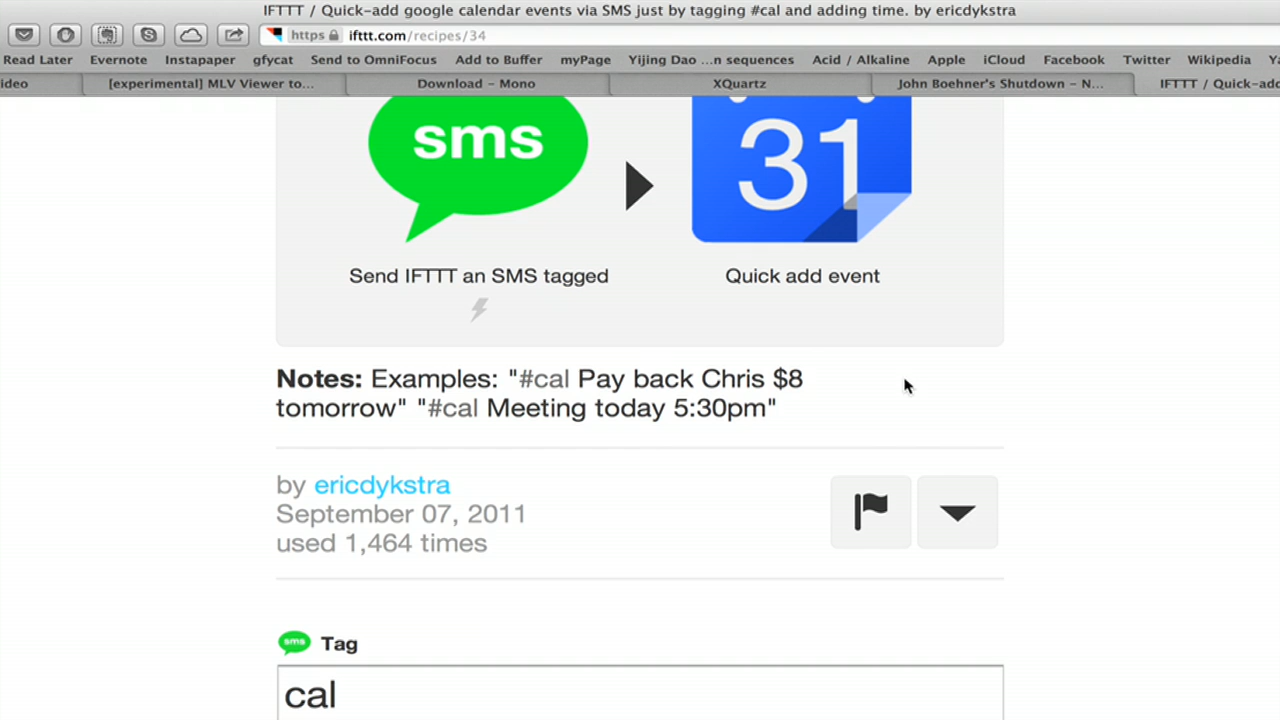 IFTTT / Quick-add google calendar events via SMS just by tagging #cal and adding time. by ericdykstra
https ifttt.com/recipes/34
Read Later Evernote Instapaper gfycat Send to OmniFocus Add to Buffer myPage Yijing Dao ...n sequences Acid / Alkaline Apple iCloud Facebook Twitter Wikipedia Ya
ideo [experimental] MLV Viewer to... Download – Mono XQuartz John Boehner's Shutdown – N... IFTTT / Quick-add
sms 31
Send IFTTT an SMS tagged Quick add event
Notes: Examples: "#cal Pay back Chris $8
tomorrow" "#cal Meeting today 5:30pm"
by ericdykstra
September 07, 2011
used 1,464 times
sms Tag
cal